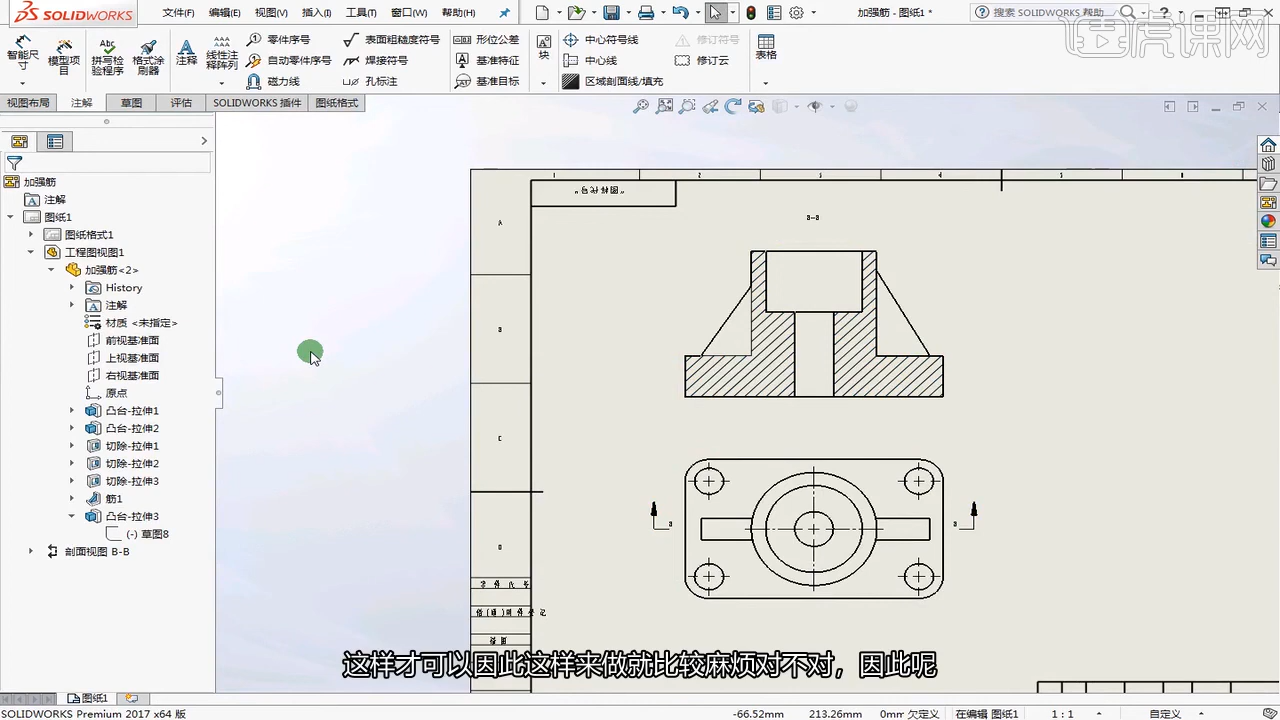 SOLIDWORKS
文件(F) 编辑(E) 视图(V) 插入(I) 工具(T) 窗口(W) 帮助(H)
加强筋 - 图纸1 *
搜索 SOLIDWORKS 帮助
虎课网
智能尺寸
模型项目
拼写检验程序
格式涂刷器
注释
线性注释阵列
零件序号
自动零件序号
磁力线
表面粗糙度符号
焊接符号
孔标注
形位公差
基准特征
基准目标
块
中心符号线
中心线
区域剖面线/填充
修订符号
修订云
表格
视图布局 注解 草图 评估 SOLIDWORKS 插件 图纸格式
加强筋
注解
图纸1
图纸格式1
工程图视图1
加强筋<2>
History
注解
材质 <未指定>
前视基准面
上视基准面
右视基准面
原点
凸台-拉伸1
凸台-拉伸2
切除-拉伸1
切除-拉伸2
切除-拉伸3
筋1
凸台-拉伸3
(-) 草图8
剖面视图 B-B
这样才可以因此这样来做就比较麻烦对不对，因此呢
图纸1
SOLIDWORKS Premium 2017 x64 版
-66.52mm 213.26mm 0mm 欠定义 在编辑 图纸1 1 : 1 自定义